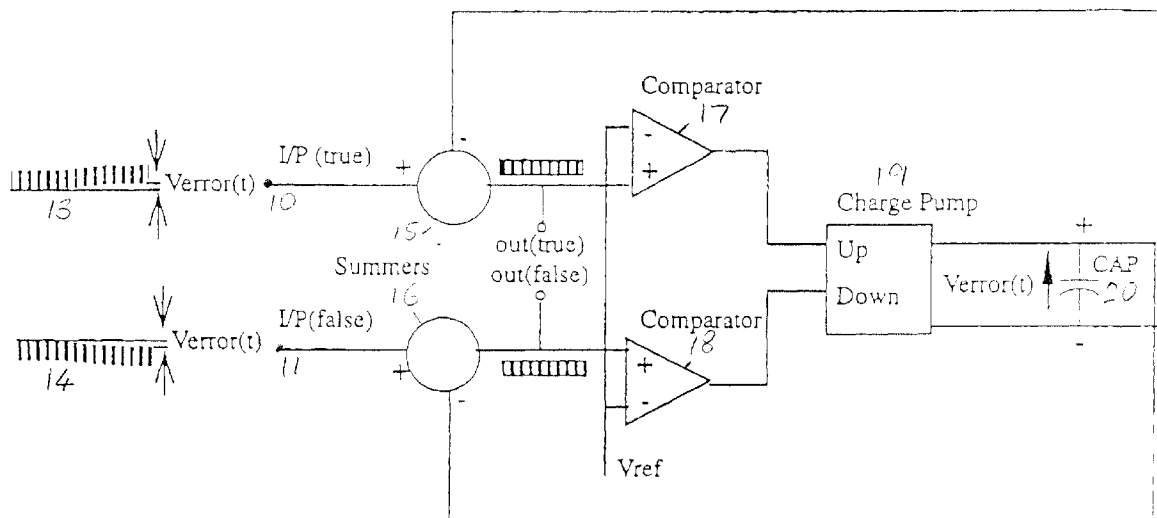 Comparator
17
I/P (true)
-
-
+
+
Verror(t)
13
10
15
19
Charge Pump
out(true)
out(false)
Summers
16
Up
Down
+
Verror(t)
CAP
20
-
I/P(false)
Comparator
18
Verror(t)
14
11
+
+
-
-
Vref